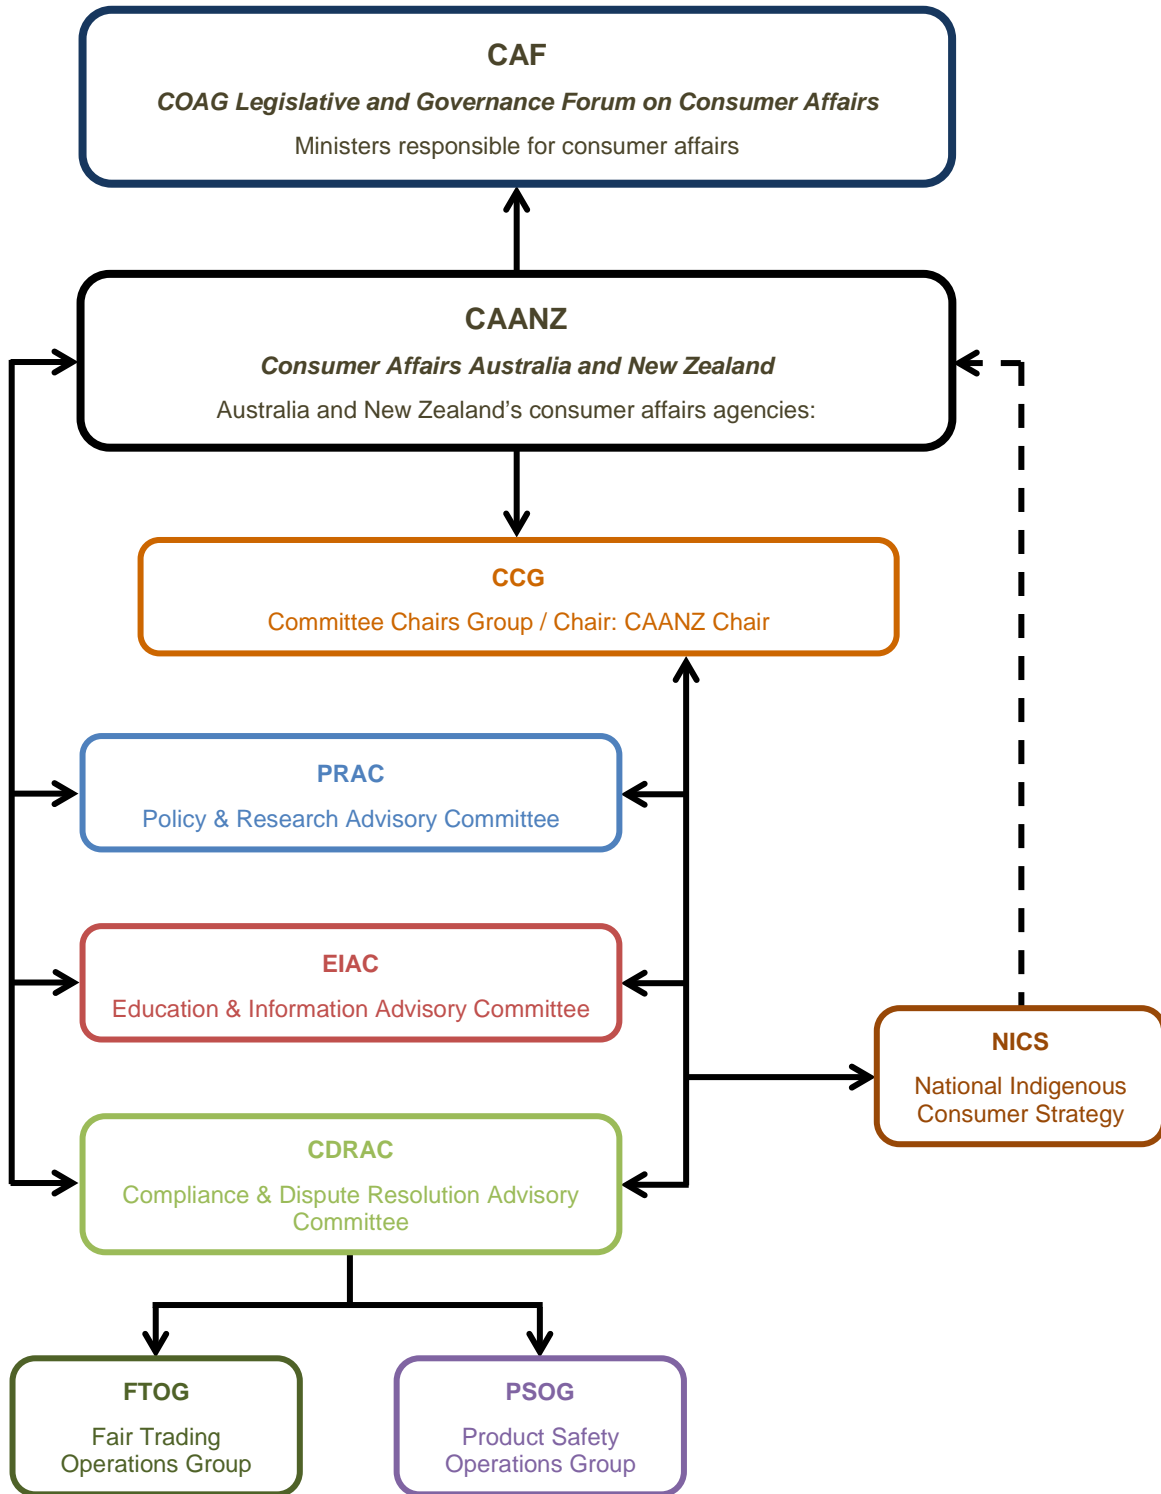 CAF
COAG Legislative and Governance Forum on Consumer Affairs
Ministers responsible for consumer affairs
CAANZ
Consumer Affairs Australia and New Zealand
Australia and New Zealand’s consumer affairs agencies:
CCG
Committee Chairs Group / Chair: CAANZ Chair
PRAC
Policy & Research Advisory Committee
EIAC
Education & Information Advisory Committee
NICS
National Indigenous
Consumer Strategy
CDRAC
Compliance & Dispute Resolution Advisory
Committee
FTOG
Fair Trading
Operations Group
PSOG
Product Safety
Operations Group